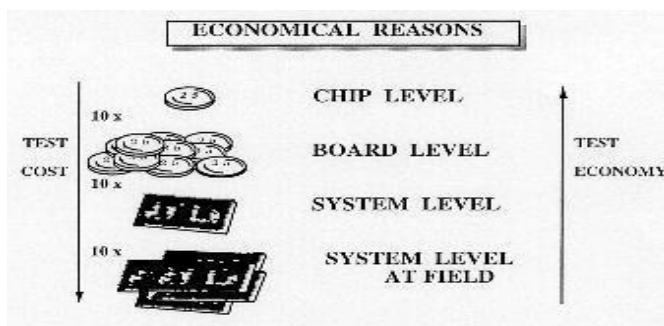 ECONOMICAL REASONS
25
CHIP LEVEL
10 x
TEST
COST
BOARD LEVEL
TEST
ECONOMY
10 x
SYSTEM LEVEL
10 x
SYSTEM LEVEL
AT FIELD